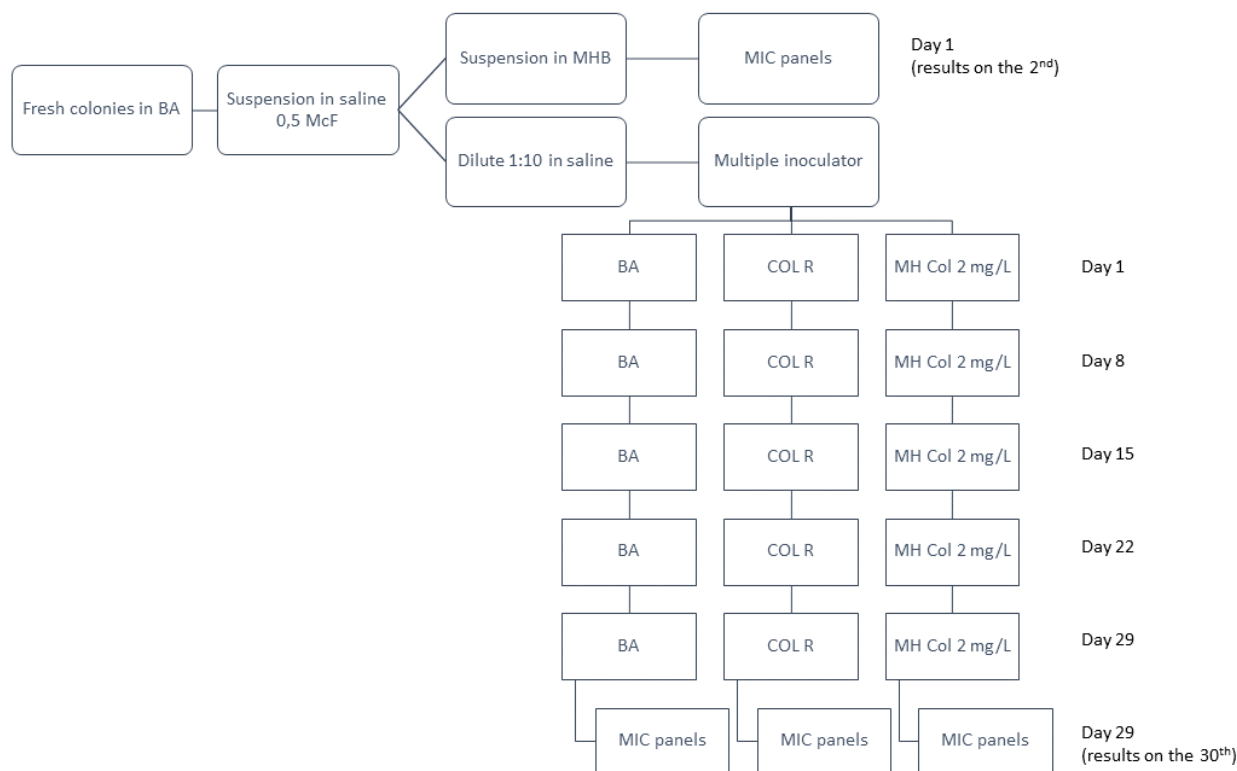 Suspension in MHB
MIC panels
Day 1
(results on the 2nd)
Fresh colonies in BA
Suspension in saline
0,5 McF
Dilute 1:10 in saline
Multiple inoculator
BA
COL R
MH Col 2 mg/L
Day 1
BA
COL R
MH Col 2 mg/L
Day 8
BA
COL R
MH Col 2 mg/L
Day 15
BA
COL R
MH Col 2 mg/L
Day 22
BA
COL R
MH Col 2 mg/L
Day 29
MIC panels
MIC panels
MIC panels
Day 29
(results on the 30th)